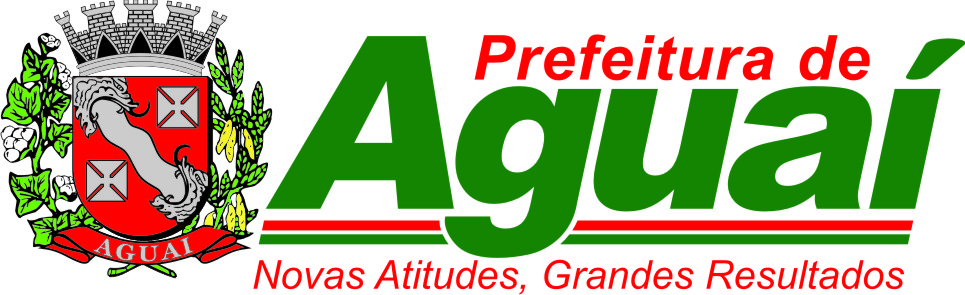 Prefeitura de
Aguaí
AGUAI
Novas Atitudes, Grandes Resultados